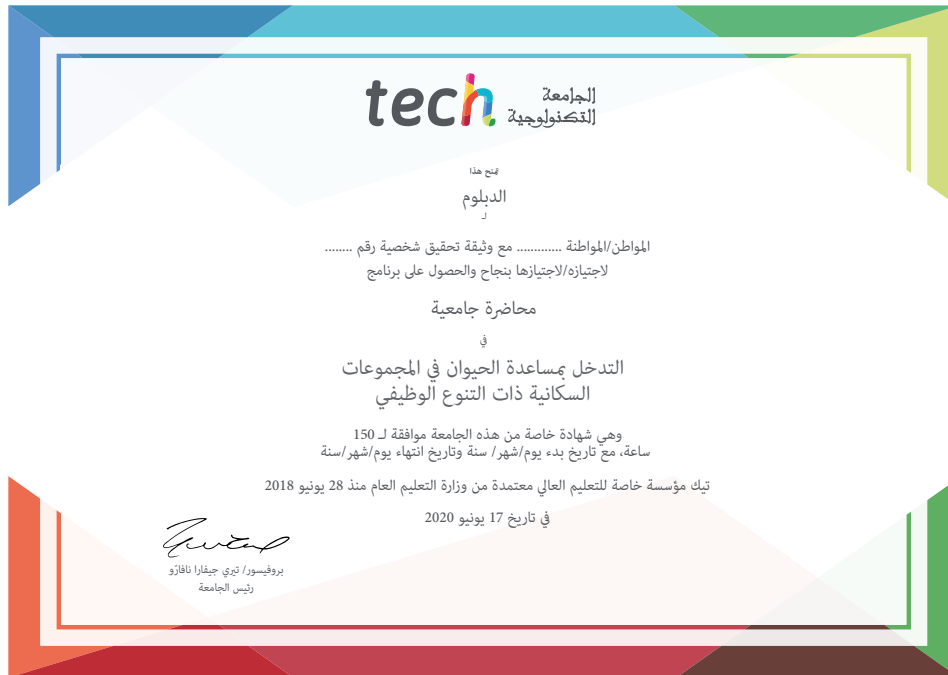 tech الجامعة
التكنولوجية
تمنح هذا
الدبلوم
لـ
المواطن/المواطنة ............. مع وثيقة تحقيق شخصية رقم ........
لاجتيازه/لاجتيازها بنجاح والحصول على برنامج
محاضرة جامعية
في
التدخل بمساعدة الحيوان في المجموعات
السكانية ذات التنوع الوظيفي
وهي شهادة خاصة من هذه الجامعة موافقة لـ 150
ساعة، مع تاريخ بدء يوم/شهر/ سنة وتاريخ انتهاء يوم/شهر/سنة
تيك مؤسسة خاصة للتعليم العالي معتمدة من وزارة التعليم العام منذ 28 يونيو 2018
في تاريخ 17 يونيو 2020
بروفيسور/ تيري جيفارا نافارّو
رئيس الجامعة